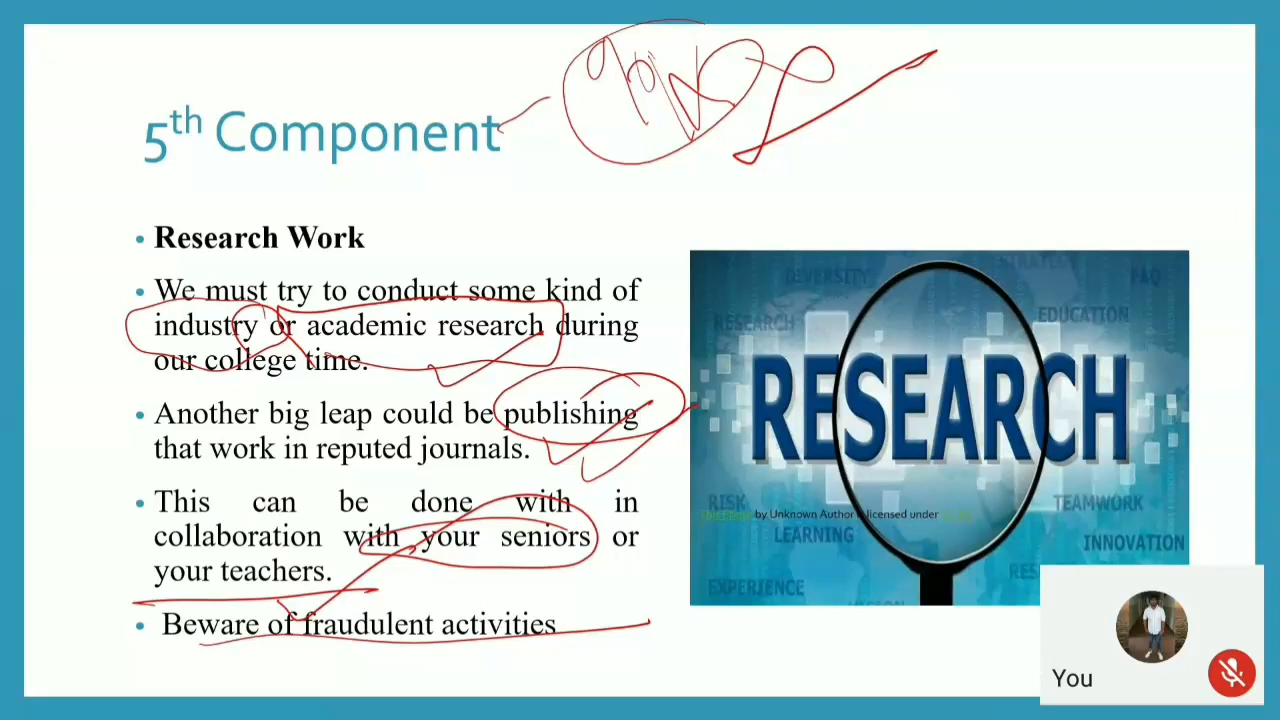 5th Component
Research Work
We must try to conduct some kind of
industry or academic research during
our college time.
Another big leap could be publishing
that work in reputed journals.
This can be done with in
collaboration with your seniors or
your teachers.
Beware of fraudulent activities
DIVERSITY
STRATEGY
FAQ
RESEARCH
EDUCATION
RESEARCH
RISK
TEAMWORK
by Unknown Author is licensed under
LEARNING
INNOVATION
EXPERIENCE
You